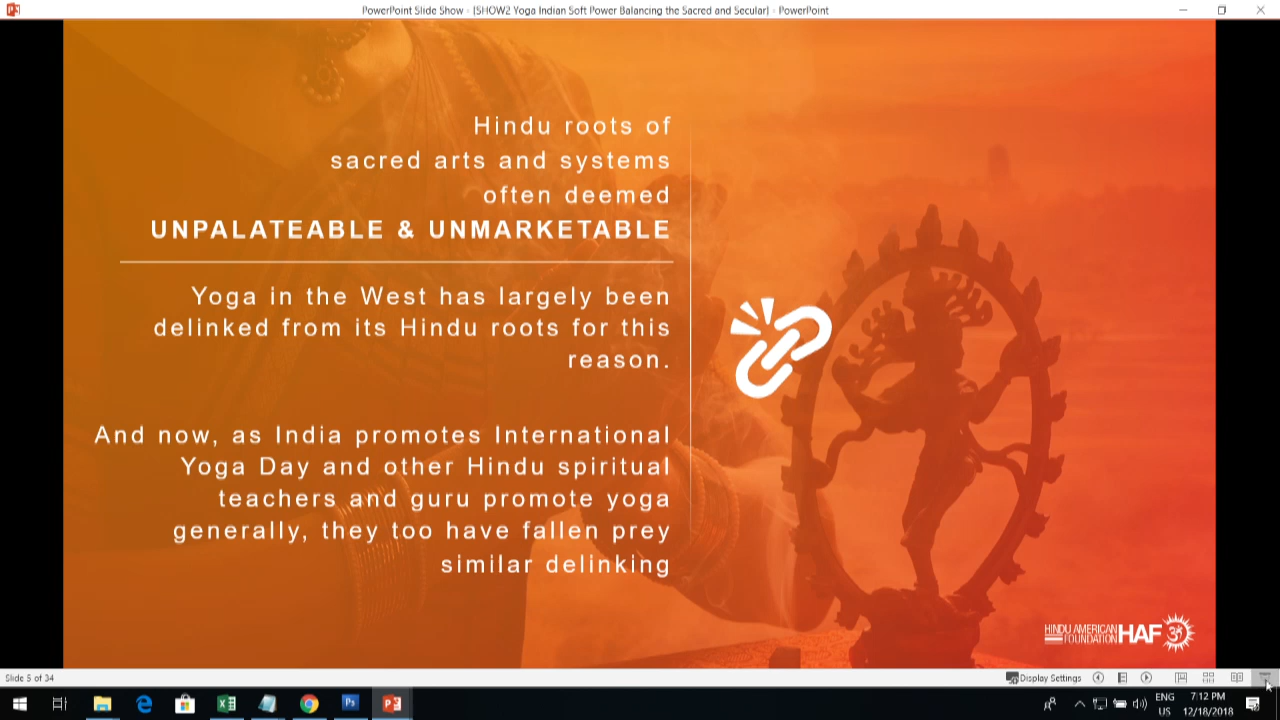 PowerPoint Slide Show - [SHOW2 Yoga Indian Soft Power Balancing the Sacred and Secular] - PowerPoint
Hindu roots of
sacred arts and systems
often deemed
UNPALATEABLE & UNMARKETABLE
Yoga in the West has largely been
delinked from its Hindu roots for this
reason.
And now, as India promotes International
Yoga Day and other Hindu spiritual
teachers and guru promote yoga
generally, they too have fallen prey
similar delinking
HINDU AMERICAN
FOUNDATION HAF ॐ
Slide 5 of 34
Display Settings
ENG
US
7:12 PM
12/18/2018